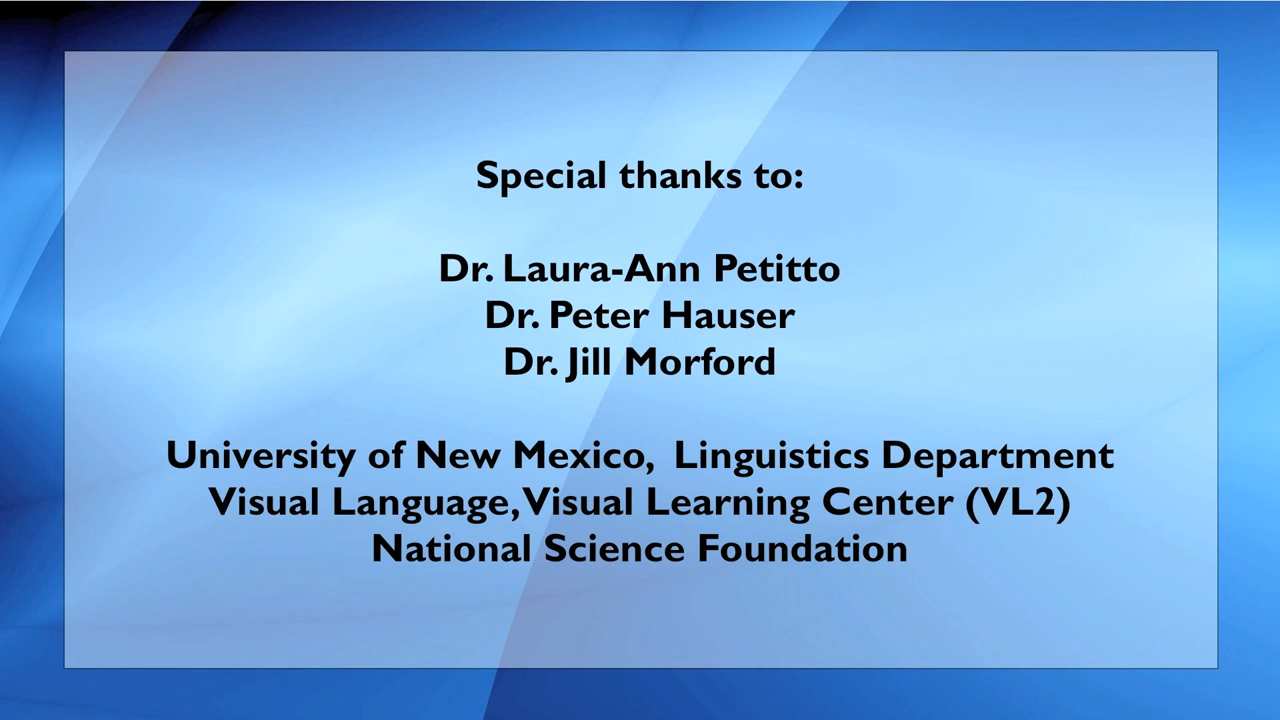 Special thanks to:
Dr. Laura-Ann Petitto
Dr. Peter Hauser
Dr. Jill Morford
University of New Mexico,  Linguistics Department
Visual Language, Visual Learning Center (VL2)
National Science Foundation